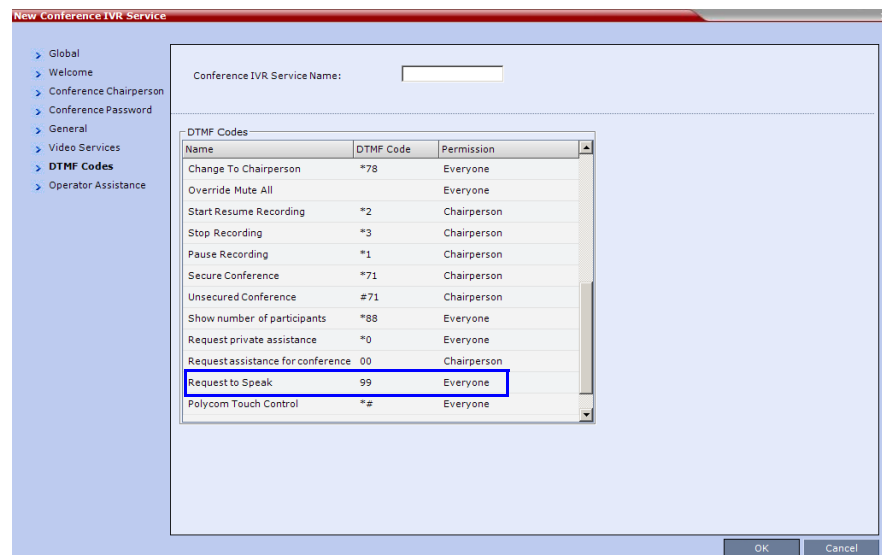 New Conference IVR Service
Global
Welcome
Conference Chairperson
Conference Password
General
Video Services
DTMF Codes
Operator Assistance
Conference IVR Service Name:
DTMF Codes
Name DTMF Code Permission
Change To Chairperson *78 Everyone
Override Mute All Everyone
Start Resume Recording *2 Chairperson
Stop Recording *3 Chairperson
Pause Recording *1 Chairperson
Secure Conference *71 Chairperson
Unsecured Conference #71 Chairperson
Show number of participants *88 Everyone
Request private assistance *0 Everyone
Request assistance for conference 00 Chairperson
Request to Speak 99 Everyone
Polycom Touch Control *# Everyone
OK Cancel